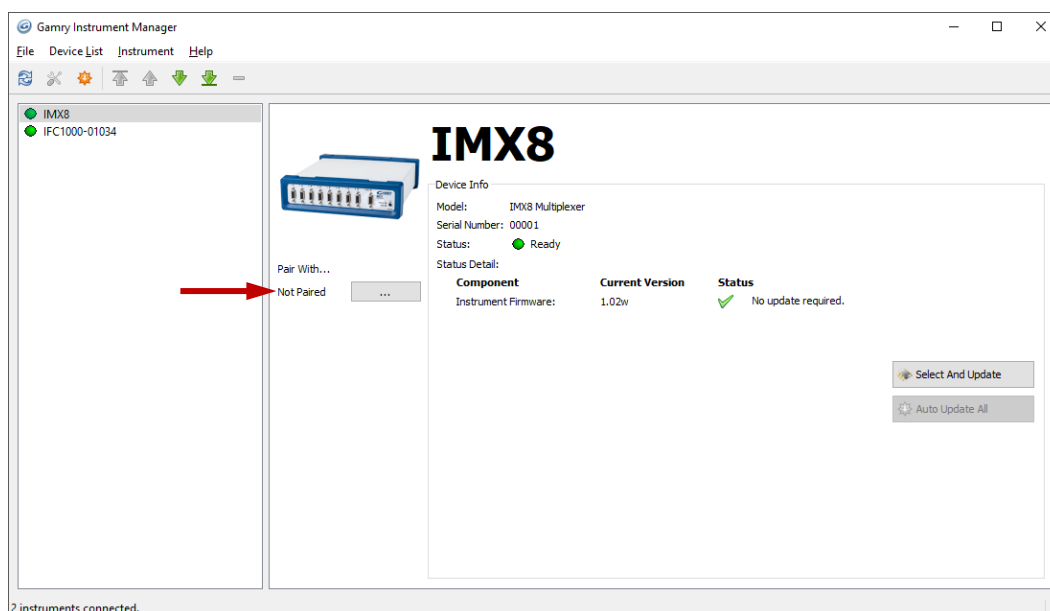 Gamry Instrument Manager
File Device List Instrument Help
IMX8
IFC1000-01034
IMX8
Device Info
Model: IMX8 Multiplexer
Serial Number: 00001
Status: Ready
Status Detail:
Component Current Version Status
Instrument Firmware: 1.02w No update required.
Pair With...
Not Paired ...
Select And Update
Auto Update All
2 instruments connected.